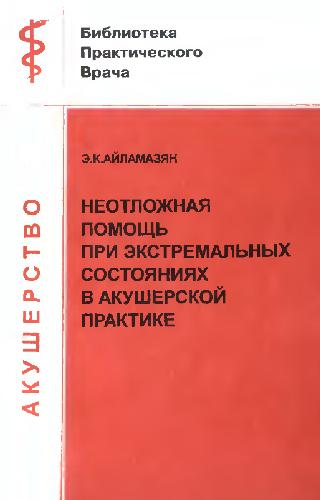 Библиотека
Практического
Врача
Э.К.АЙЛАМАЗЯН
НЕОТЛОЖНАЯ
ПОМОЩЬ
ПРИ ЭКСТРЕМАЛЬНЫХ
СОСТОЯНИЯХ
В АКУШЕРСКОЙ
ПРАКТИКЕ
АКУШЕРСТВО